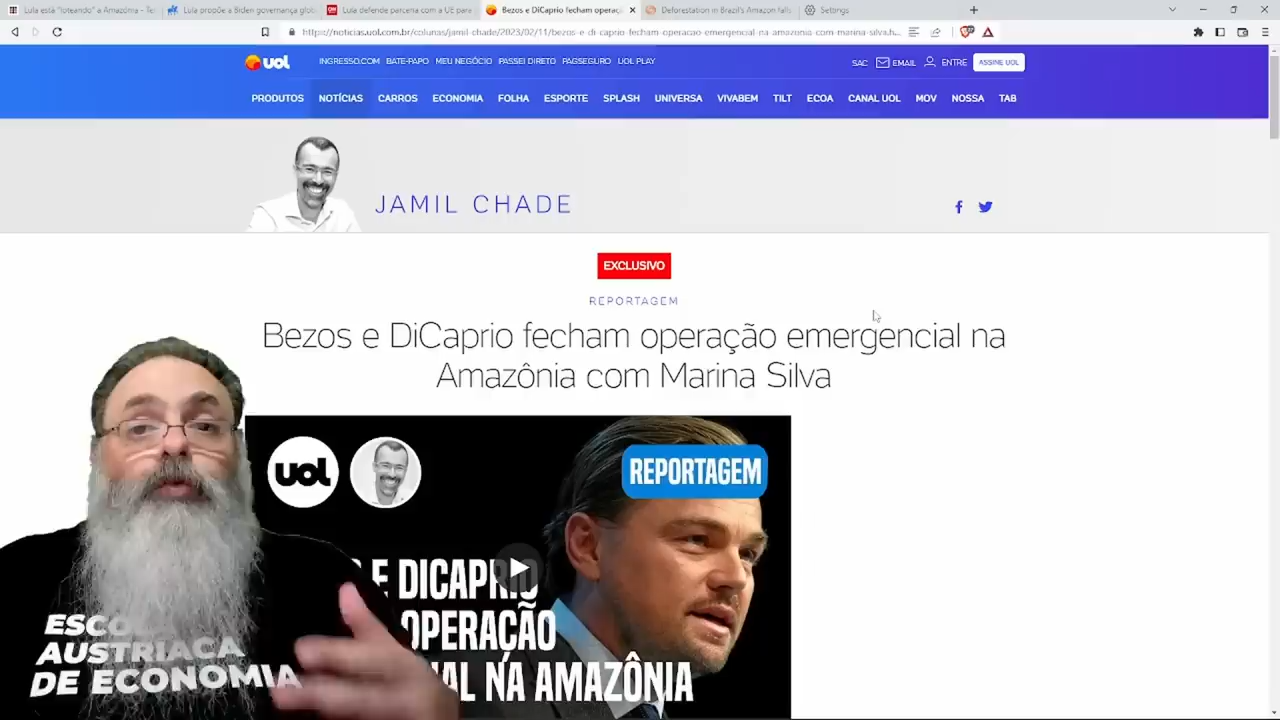 Lula está "loteando" a Amazônia - Te
Lula propõe a Biden governança glob
Lula defende parceria com a UE para
Bezos e DiCaprio fecham operaçã
Deforestation in Brazil's Amazon falls
Settings
https://noticias.uol.com.br/colunas/jamil-chade/2023/02/11/bezos-e-di-caprio-fecham-operacao-emergencial-na-amazonia-com-marina-silva.h...
UOL INGRESSO.COM BATE-PAPO MEU NEGÓCIO PASSEI DIRETO PAGSEGURO UOL PLAY SAC EMAIL ENTRE ASSINE UOL
PRODUTOS NOTÍCIAS CARROS ECONOMIA FOLHA ESPORTE SPLASH UNIVERSA VIVABEM TILT ECOA CANAL UOL MOV NOSSA TAB
JAMIL CHADE
EXCLUSIVO
REPORTAGEM
Bezos e DiCaprio fecham operação emergencial na
Amazônia com Marina Silva
uol
REPORTAGEM
E DICAPRIO
OPERAÇÃO
NA AMAZÔNIA
AUSTRIACA
DE ECONOMIA